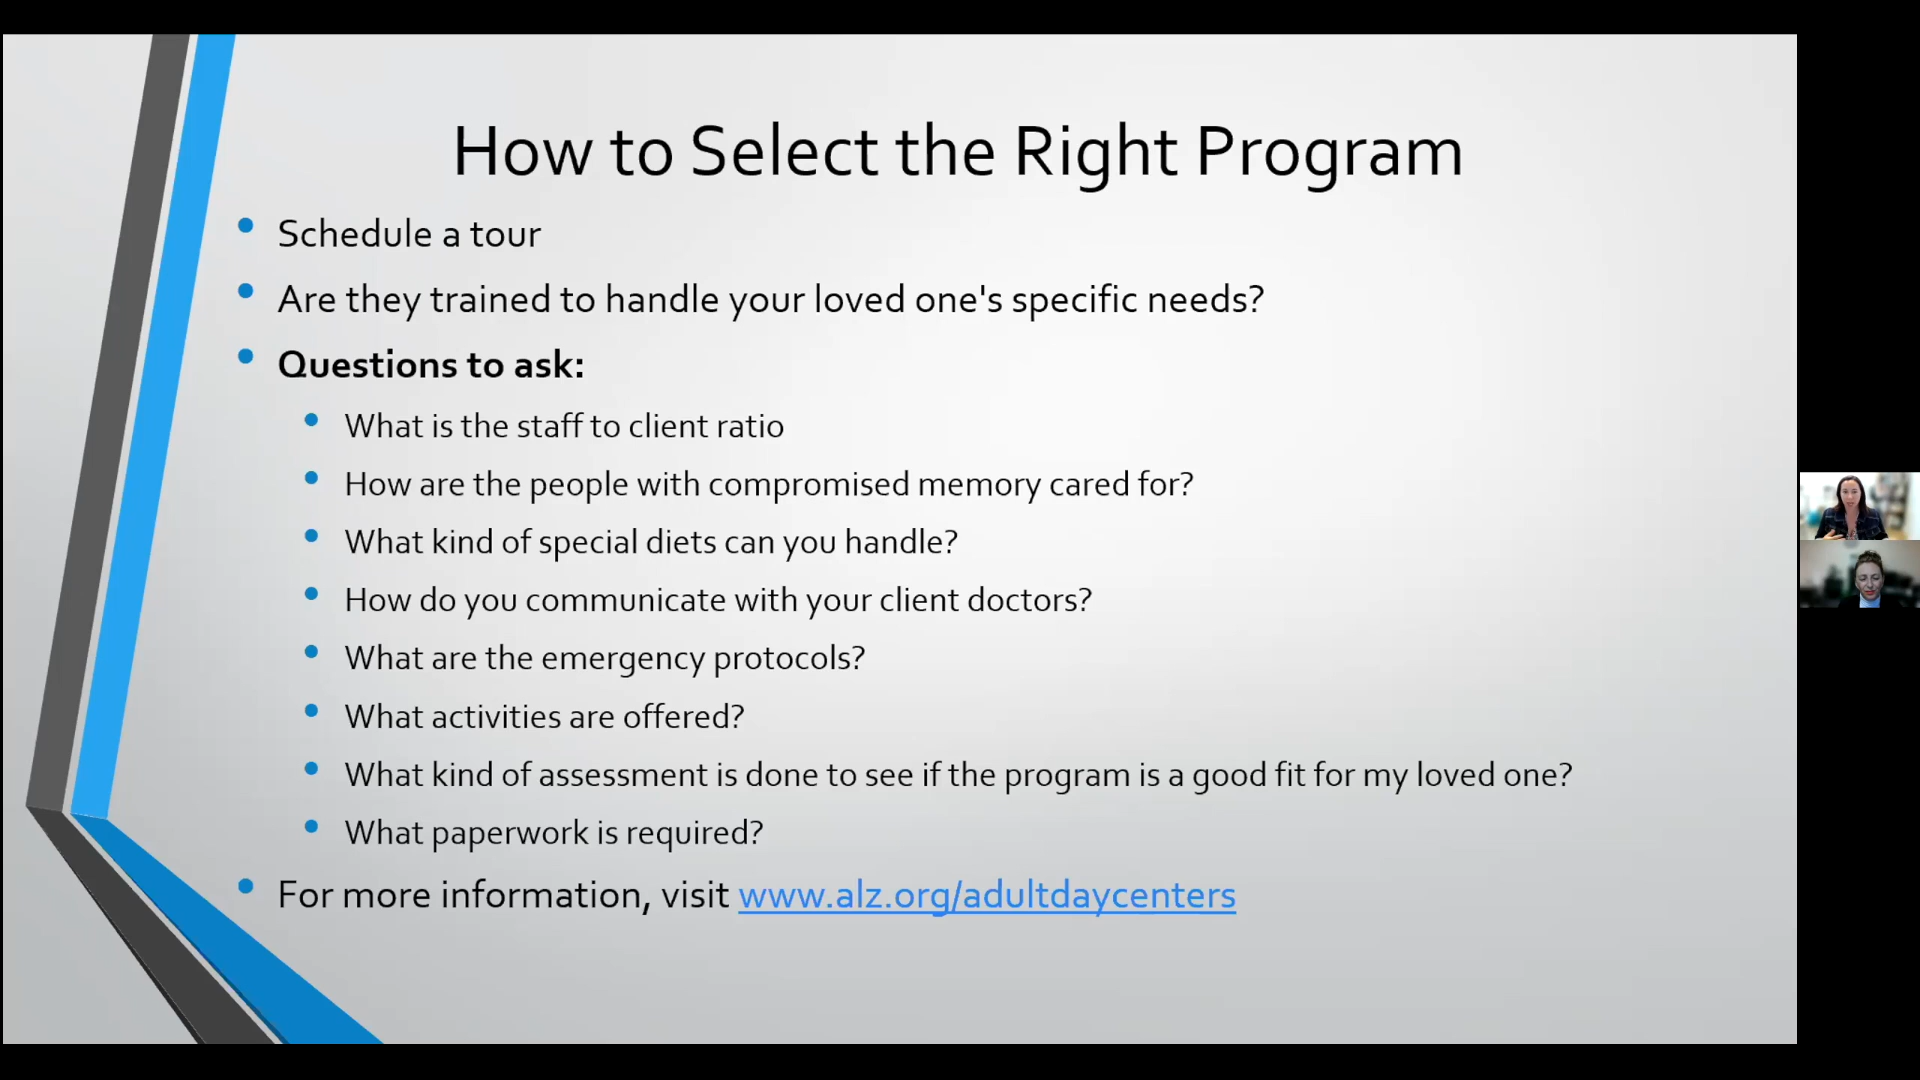 How to Select the Right Program
Schedule a tour
Are they trained to handle your loved one's specific needs?
Questions to ask:
What is the staff to client ratio
How are the people with compromised memory cared for?
What kind of special diets can you handle?
How do you communicate with your client doctors?
What are the emergency protocols?
What activities are offered?
What kind of assessment is done to see if the program is a good fit for my loved one?
What paperwork is required?
For more information, visit www.alz.org/adultdaycenters